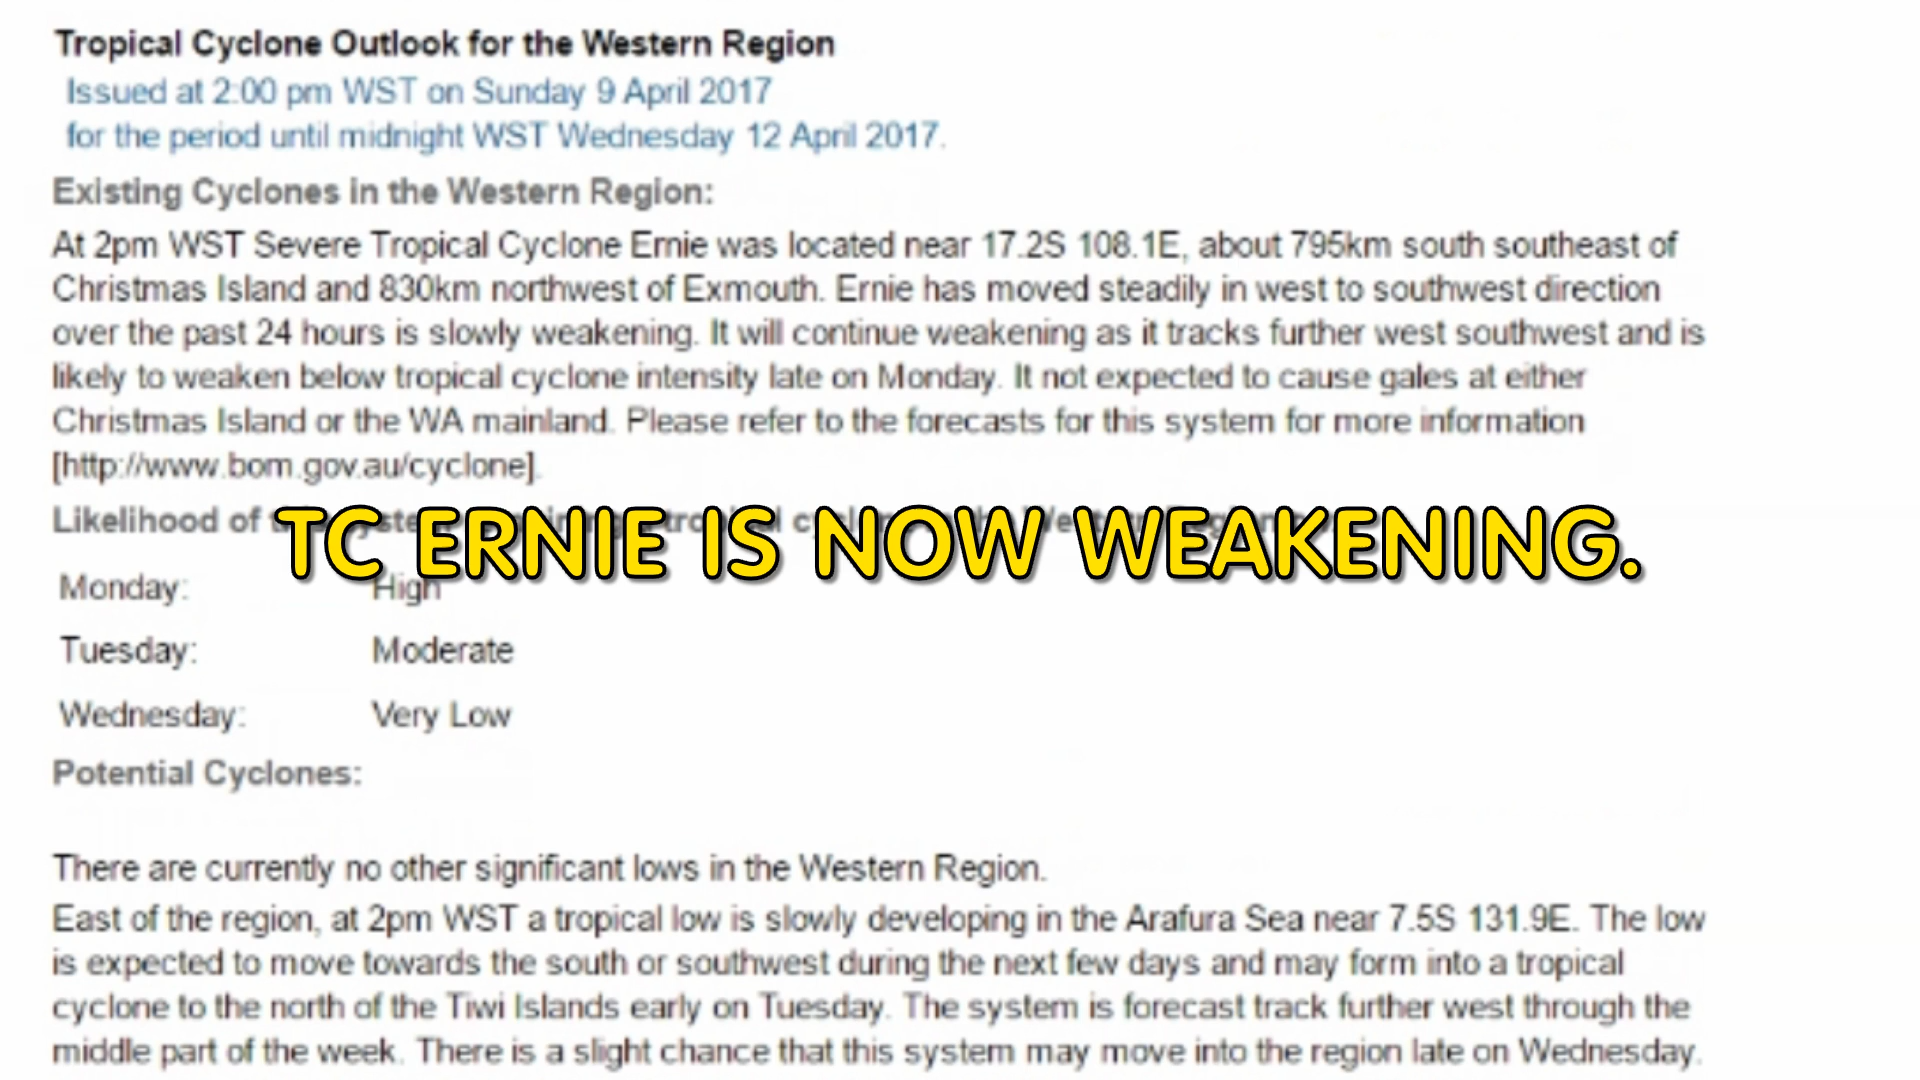 Tropical Cyclone Outlook for the Western Region
Issued at 2:00 pm WST on Sunday 9 April 2017
for the period until midnight WST Wednesday 12 April 2017.
Existing Cyclones in the Western Region:
At 2pm WST Severe Tropical Cyclone Ernie was located near 17.2S 108.1E, about 795km south southeast of
Christmas Island and 830km northwest of Exmouth. Ernie has moved steadily in west to southwest direction
over the past 24 hours is slowly weakening. It will continue weakening as it tracks further west southwest and is
likely to weaken below tropical cyclone intensity late on Monday. It not expected to cause gales at either
Christmas Island or the WA mainland. Please refer to the forecasts for this system for more information
[http://www.bom.gov.au/cyclone].
Likelihood of
TC ERNIE IS NOW WEAKENING.
Monday: High
Tuesday: Moderate
Wednesday: Very Low
Potential Cyclones:
There are currently no other significant lows in the Western Region.
East of the region, at 2pm WST a tropical low is slowly developing in the Arafura Sea near 7.5S 131.9E. The low
is expected to move towards the south or southwest during the next few days and may form into a tropical
cyclone to the north of the Tiwi Islands early on Tuesday. The system is forecast track further west through the
middle part of the week. There is a slight chance that this system may move into the region late on Wednesday.